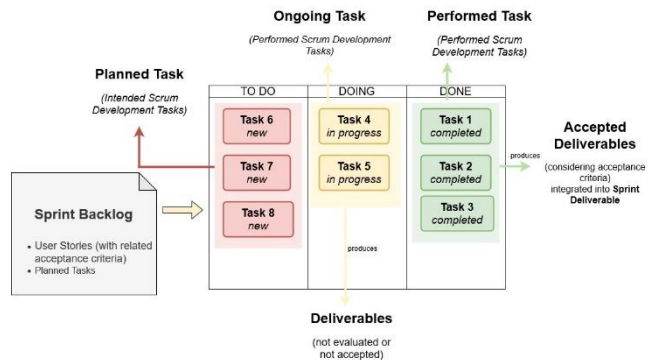 Ongoing Task
(Performed Scrum Development
Tasks)
Performed Task
(Performed Scrum Development
Tasks)
Planned Task
(Intended Scrum
Development Tasks)
TO DO
DOING
DONE
Task 6
new
Task 7
new
Task 8
new
Task 4
in progress
Task 5
in progress
Task 1
completed
Task 2
completed
Task 3
completed
produces
Accepted
Deliverables
(considering acceptance
criteria)
integrated into Sprint
Deliverable
Sprint Backlog
• User Stories (with related
acceptance criteria)
• Planned Tasks
produces
Deliverables
(not evaluated or
not accepted)